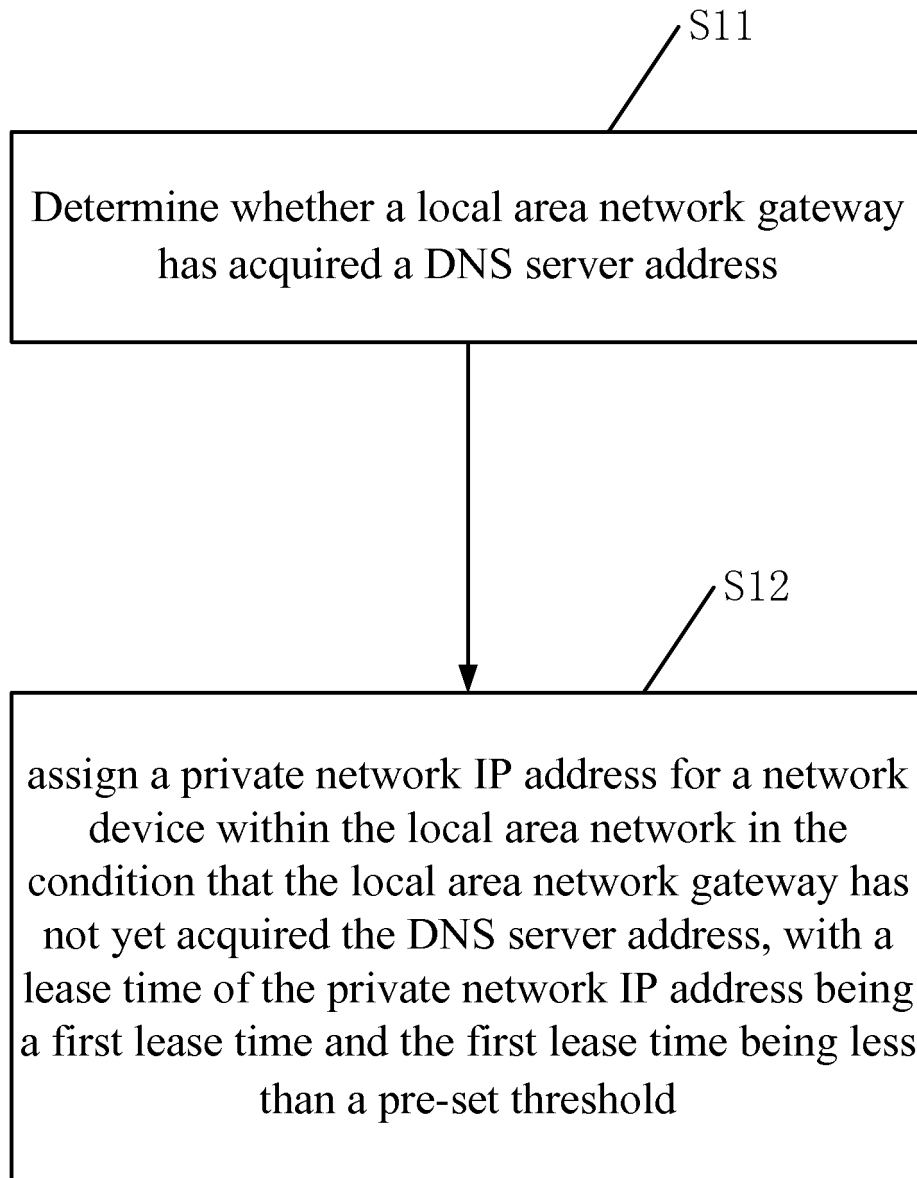 S11
Determine whether a local area network gateway
has acquired a DNS server address
S12
assign a private network IP address for a network
device within the local area network in the
condition that the local area network gateway has
not yet acquired the DNS server address, with a
lease time of the private network IP address being
a first lease time and the first lease time being less
than a pre-set threshold